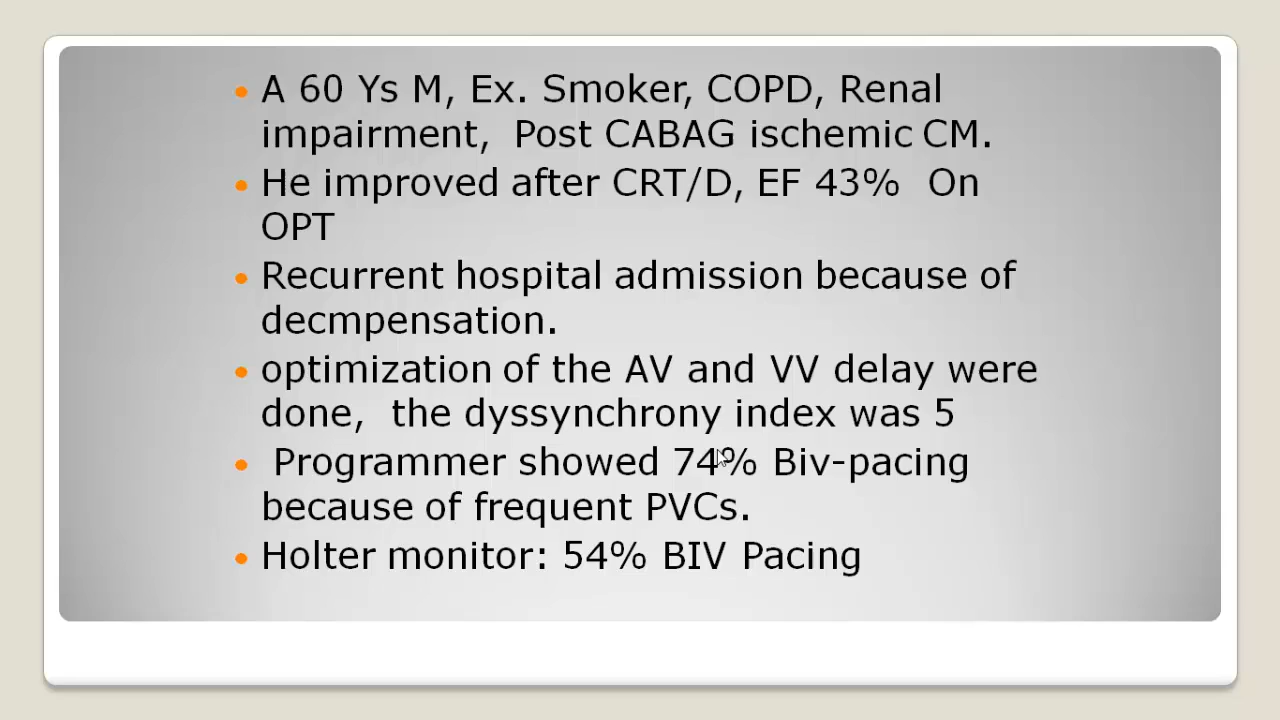 A 60 Ys M, Ex. Smoker, COPD, Renal
impairment, Post CABAG ischemic CM.
He improved after CRT/D, EF 43% On
OPT
Recurrent hospital admission because of
decmpensation.
optimization of the AV and VV delay were
done, the dyssynchrony index was 5
Programmer showed 74% Biv-pacing
because of frequent PVCs.
Holter monitor: 54% BIV Pacing